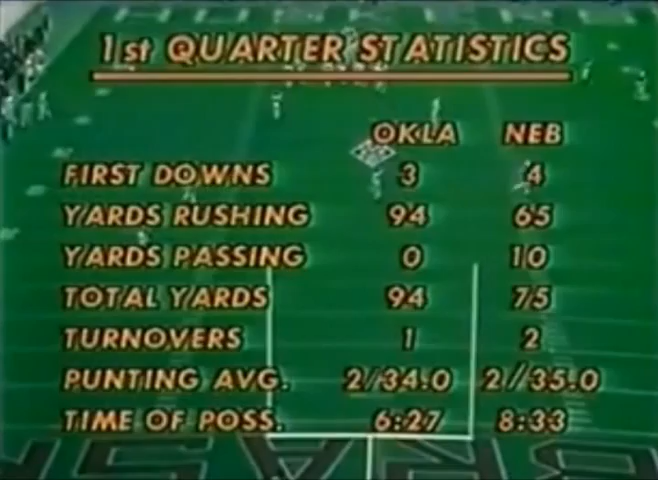 1st QUARTER STATISTICS
OKLA NEB
FIRST DOWNS 3 4
YARDS RUSHING 94 65
YARDS PASSING 0 10
TOTAL YARDS 94 75
TURNOVERS 1 2
PUNTING AVG. 2/34.0 2/35.0
TIME OF POSS. 6:27 8:33